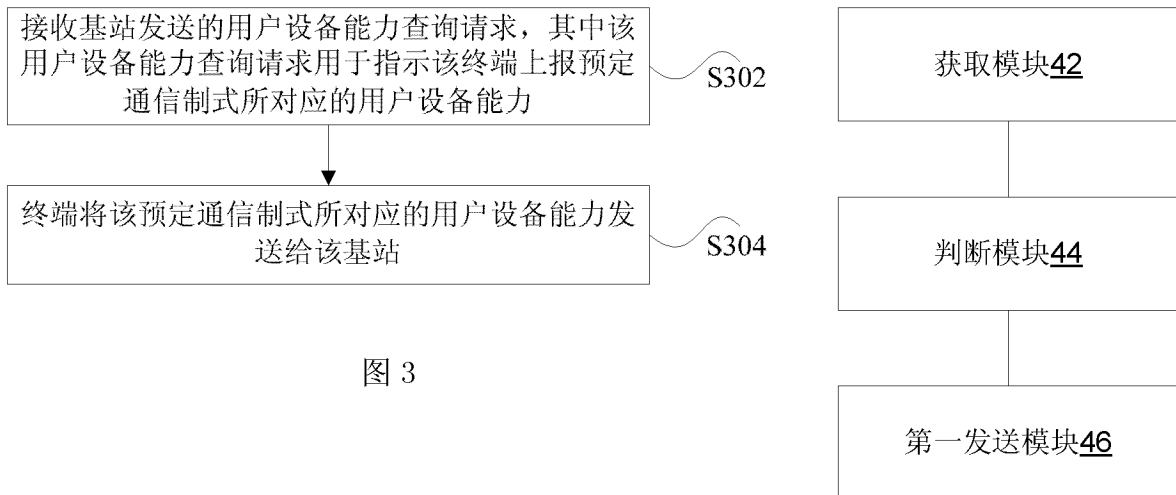 接收基站发送的用户设备能力查询请求，其中该
用户设备能力查询请求用于指示该终端上报预定
通信制式所对应的用户设备能力
S302
终端将该预定通信制式所对应的用户设备能力发
送给该基站
S304
图 3
获取模块42
判断模块44
第一发送模块46